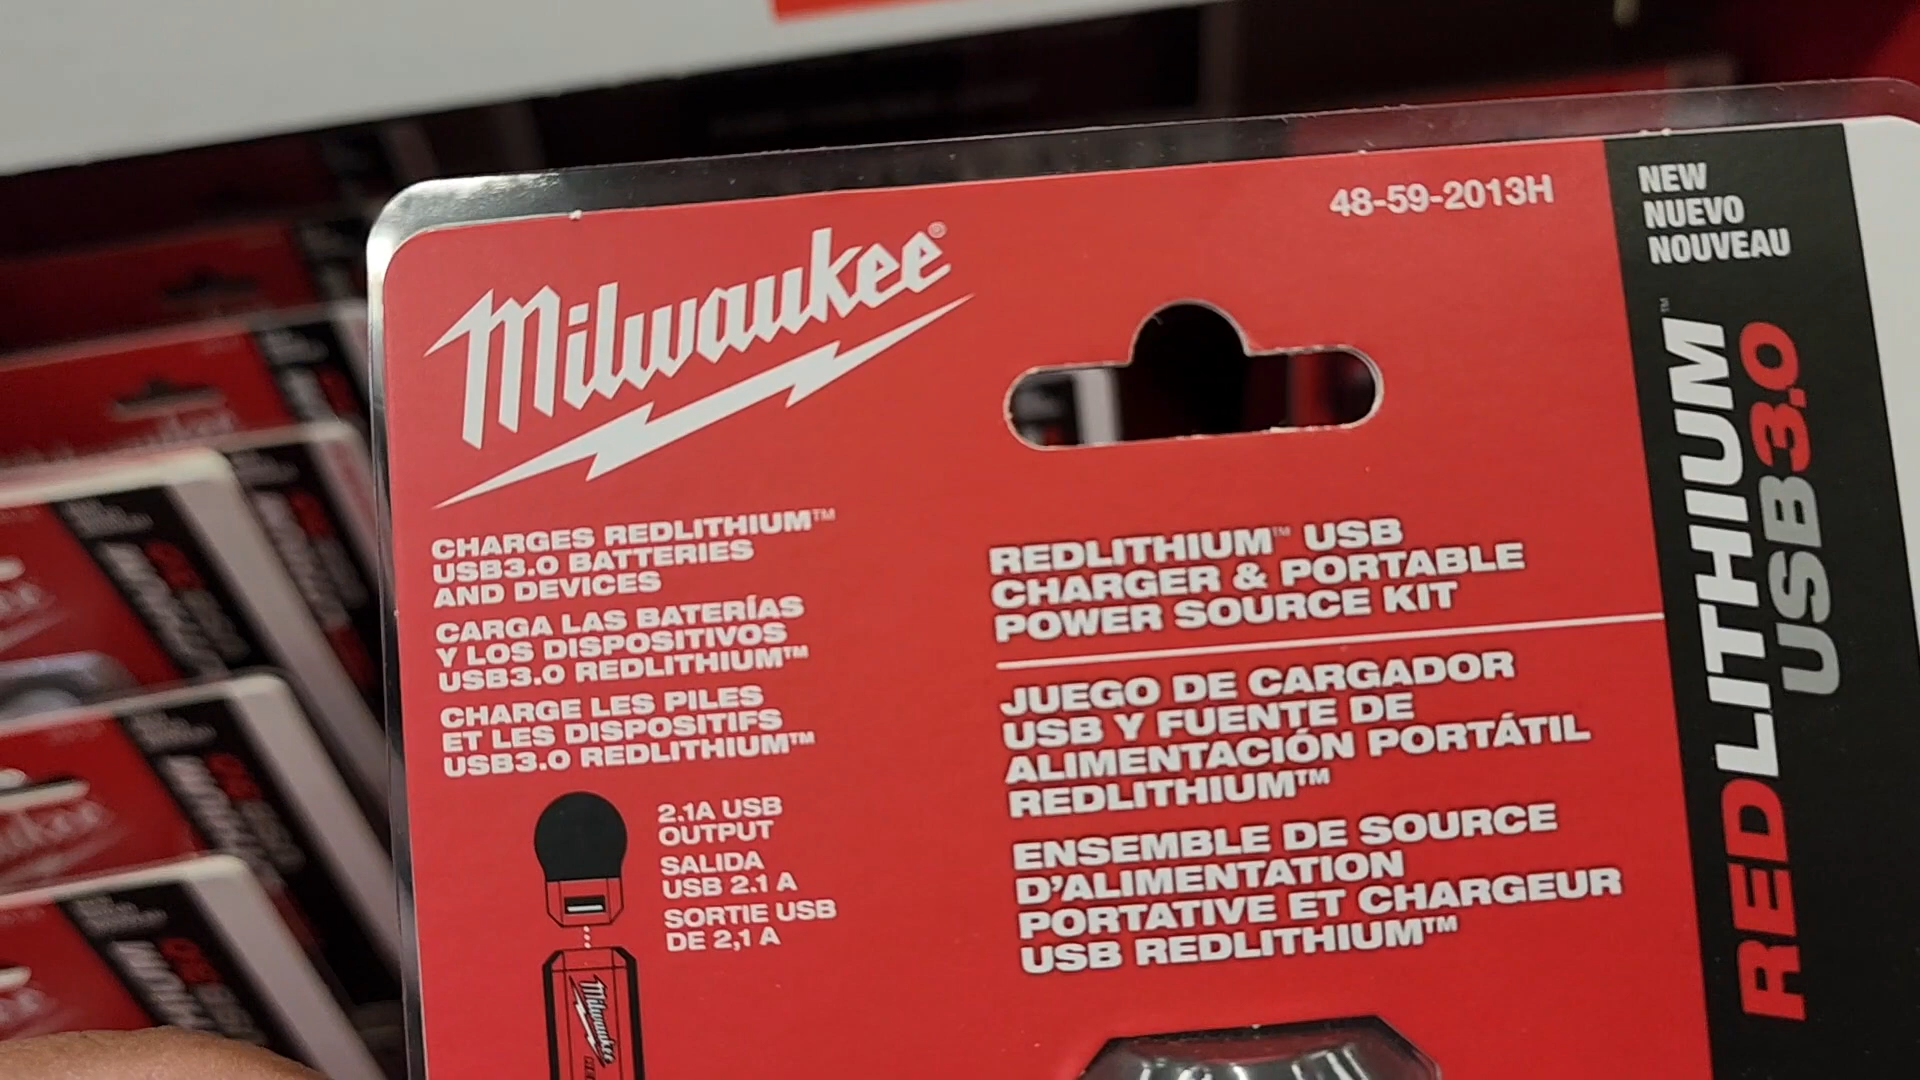 Milwaukee®
48-59-2013H
NEW
NUEVO
NOUVEAU
REDLITHIUM™
USB3.0
CHARGES REDLITHIUM™
USB3.0 BATTERIES
AND DEVICES
CARGA LAS BATERÍAS
Y LOS DISPOSITIVOS
USB3.0 REDLITHIUM™
CHARGE LES PILES
ET LES DISPOSITIFS
USB3.0 REDLITHIUM™
2.1A USB
OUTPUT
SALIDA
USB 2.1 A
SORTIE USB
DE 2,1 A
Milwaukee
REDLITHIUM™ USB
CHARGER & PORTABLE
POWER SOURCE KIT
JUEGO DE CARGADOR
USB Y FUENTE DE
ALIMENTACIÓN PORTÁTIL
REDLITHIUM™
ENSEMBLE DE SOURCE
D'ALIMENTATION
PORTATIVE ET CHARGEUR
USB REDLITHIUM™